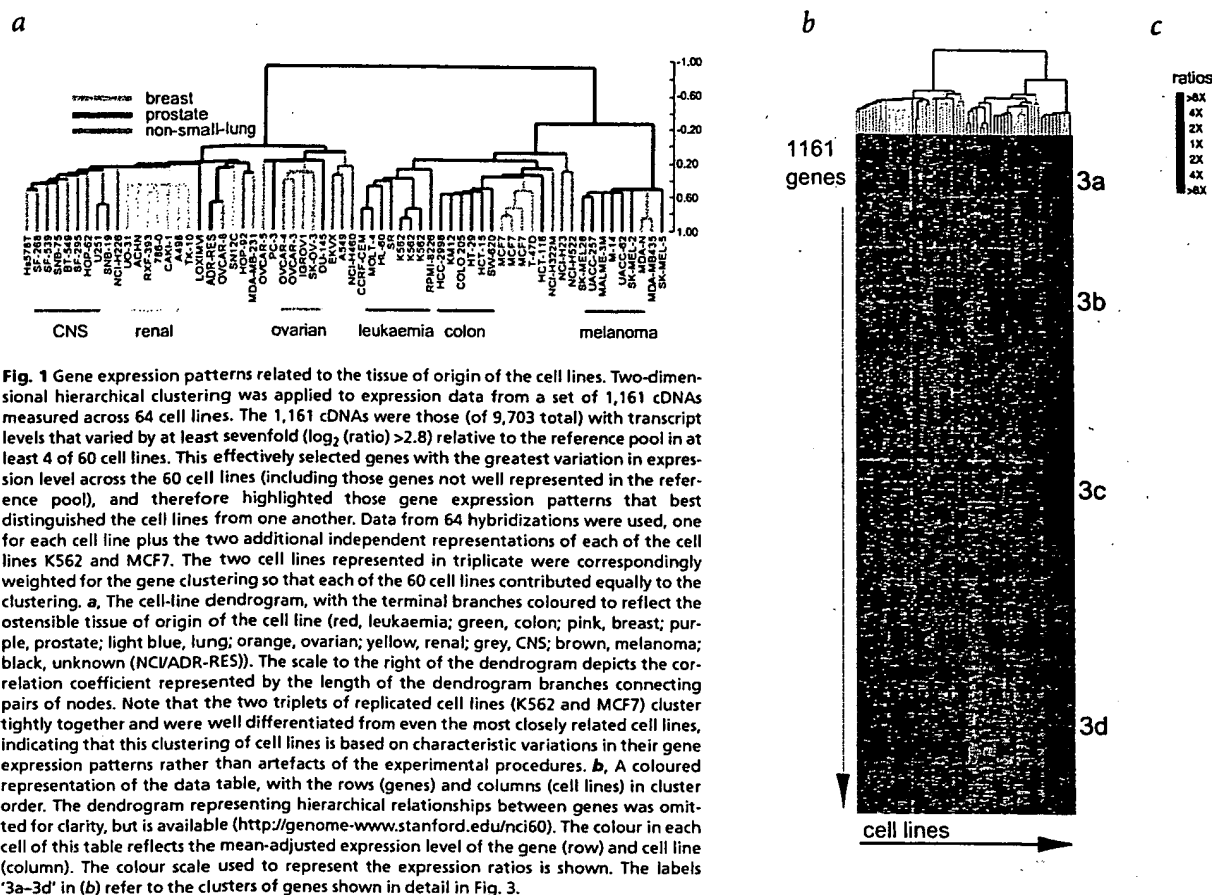 a
b
c
breast
prostate
non-small-lung
-1.00
-0.60
-0.20
0.20
0.60
1.00
Hs578T
SF-268
SF-539
SNB-75
BT-549
SF-295
HOP-62
U251
SNB-19
NCI-H226
UO-31
ACHN
RXF-393
786-0
CAKI-1
A498
TK-10
LOXIMVI
ADR-RES
OVCAR-8
SN12C
HOP-92
MDA-MB-231
OVCAR-5
PC-3
OVCAR-4
OVCAR-3
IGROV1
SK-OV-3
DU-145
EKVX
A549
NCI-H460
CCRF-CEM
MOLT-4
HL-60
SR
K562
K562
K562
RPMI-8226
HCC-2998
KM12
COLO 205
HT-29
HCT-15
SW-620
MCF7
MCF7
MCF7
T-47D
HCT-116
NCI-H322M
NCI-H23
NCI-H522
SK-MEL28
UACC-257
MALME-3M
M-14
UACC-62
SK-MEL-2
MDA-N
MDA-MB435
SK-MEL-5
CNS
renal
ovarian
leukaemia
colon
melanoma
1161
genes
3a
3b
3c
3d
cell lines
ratios
>8X
4X
2X
1X
2X
4X
>8X
Fig. 1 Gene expression patterns related to the tissue of origin of the cell lines. Two-dimen-
sional hierarchical clustering was applied to expression data from a set of 1,161 cDNAs
measured across 64 cell lines. The 1,161 cDNAs were those (of 9,703 total) with transcript
levels that varied by at least sevenfold (log2 (ratio) >2.8) relative to the reference pool in at
least 4 of 60 cell lines. This effectively selected genes with the greatest variation in expres-
sion level across the 60 cell lines (including those genes not well represented in the refer-
ence pool), and therefore highlighted those gene expression patterns that best
distinguished the cell lines from one another. Data from 64 hybridizations were used, one
for each cell line plus the two additional independent representations of each of the cell
lines K562 and MCF7. The two cell lines represented in triplicate were correspondingly
weighted for the gene clustering so that each of the 60 cell lines contributed equally to the
clustering. a, The cell-line dendrogram, with the terminal branches coloured to reflect the
ostensible tissue of origin of the cell line (red, leukaemia; green, colon; pink, breast; pur-
ple, prostate; light blue, lung; orange, ovarian; yellow, renal; grey, CNS; brown, melanoma;
black, unknown (NCI/ADR-RES)). The scale to the right of the dendrogram depicts the cor-
relation coefficient represented by the length of the dendrogram branches connecting
pairs of nodes. Note that the two triplets of replicated cell lines (K562 and MCF7) cluster
tightly together and were well differentiated from even the most closely related cell lines,
indicating that this clustering of cell lines is based on characteristic variations in their gene
expression patterns rather than artefacts of the experimental procedures. b, A coloured
representation of the data table, with the rows (genes) and columns (cell lines) in cluster
order. The dendrogram representing hierarchical relationships between genes was omit-
ted for clarity, but is available (http://genome-www.stanford.edu/nci60). The colour in each
cell of this table reflects the mean-adjusted expression level of the gene (row) and cell line
(column). The colour scale used to represent the expression ratios is shown. The labels
'3a–3d' in (b) refer to the clusters of genes shown in detail in Fig. 3.